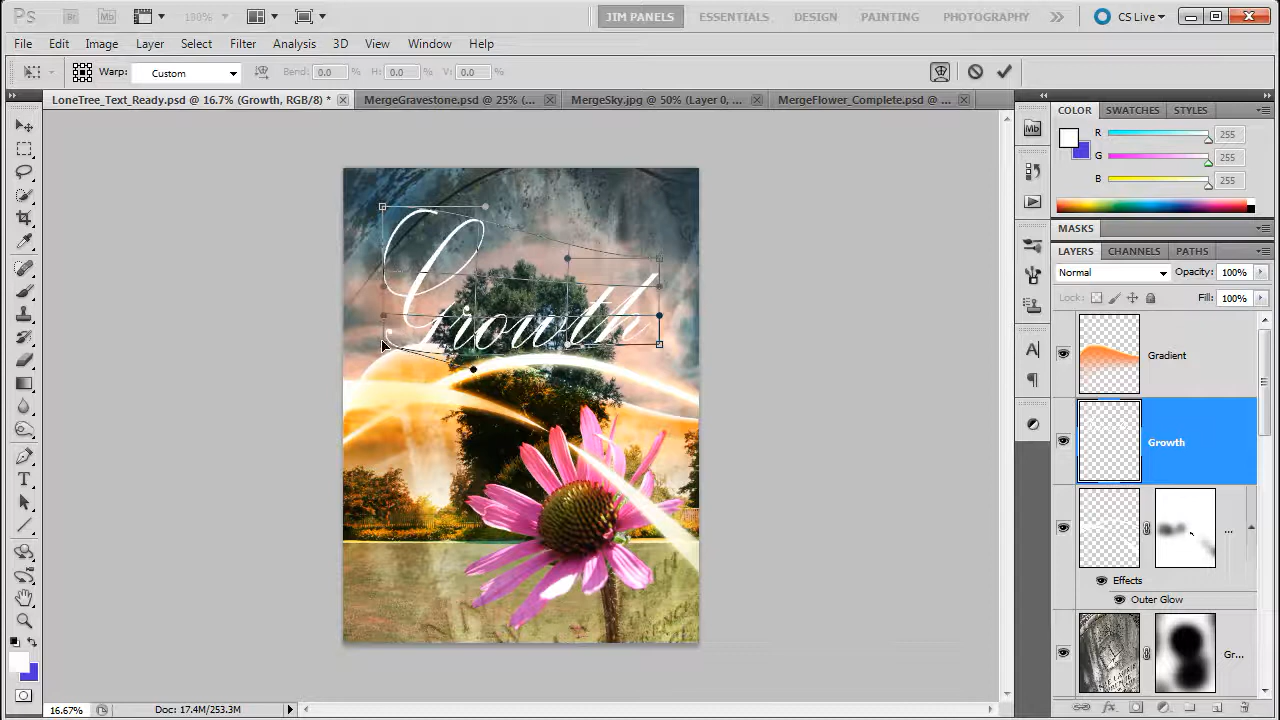 Ps Br Mb 100% JIM PANELS ESSENTIALS DESIGN PAINTING PHOTOGRAPHY CS Live
File Edit Image Layer Select Filter Analysis 3D View Window Help
Warp: Custom Bend: 0.0 % H: 0.0 % V: 0.0 %
LoneTree_Text_Ready.psd @ 16.7% (Growth, RGB/8) * MergeGravestone.psd @ 25% (... MergeSky.jpg @ 50% (Layer 0, ... MergeFlower_Complete.psd @ ...
COLOR SWATCHES STYLES
Mb
R 255
G 255
B 255
MASKS
LAYERS CHANNELS PATHS
Normal Opacity: 100%
Lock: Fill: 100%
Growth
Gradient
Growth
...
Effects
Outer Glow
Gr...
16.67% Doc: 17.4M/253.3M